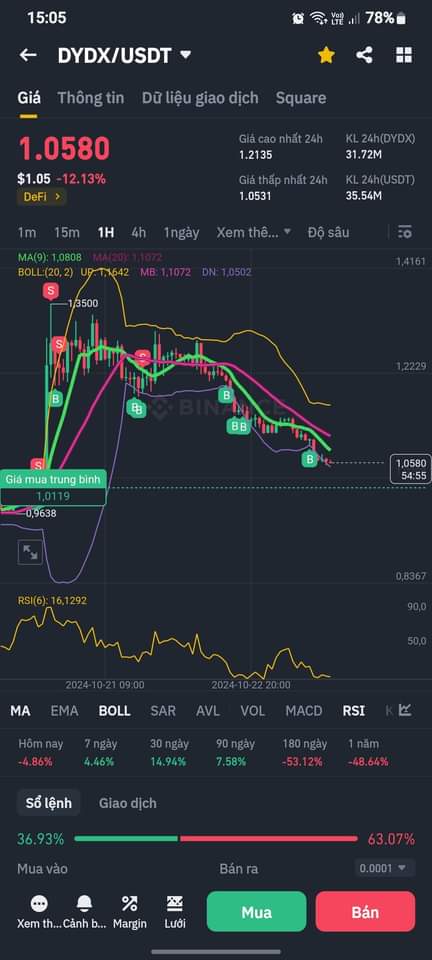 15:05 Vo) LTE 78%
DYDX/USDT
Giá Thông tin Dữ liệu giao dịch Square
1.0580
$1.05 -12.13%
DeFi
Giá cao nhất 24h KL 24h(DYDX)
1.2135 31.72M
Giá thấp nhất 24h KL 24h(USDT)
1.0531 35.54M
1m 15m 1H 4h 1ngày Xem thê... Độ sâu
MA(9): 1,0808 MA(20): 1,1072
BOLL:(20, 2) UP: 1,1642 MB: 1,1072 DN: 1,0502
1,4161
S
1,3500
S
S
1,2229
B
B
B
B
BINANCE
B B
B
1,0580
54:55
S
Giá mua trung bình
1,0119
0,9638
0,8367
RSI(6): 16,1292
90,0
50,0
2024-10-21 09:00 2024-10-22 20:00
MA EMA BOLL SAR AVL VOL MACD RSI K
Hôm nay 7 ngày 30 ngày 90 ngày 180 ngày 1 năm
-4.86% 4.46% 14.94% 7.58% -53.12% -48.64%
Sổ lệnh Giao dịch
36.93% 63.07%
Mua vào Bán ra 0.0001
Xem th... Cảnh b... Margin Lưới
Mua Bán